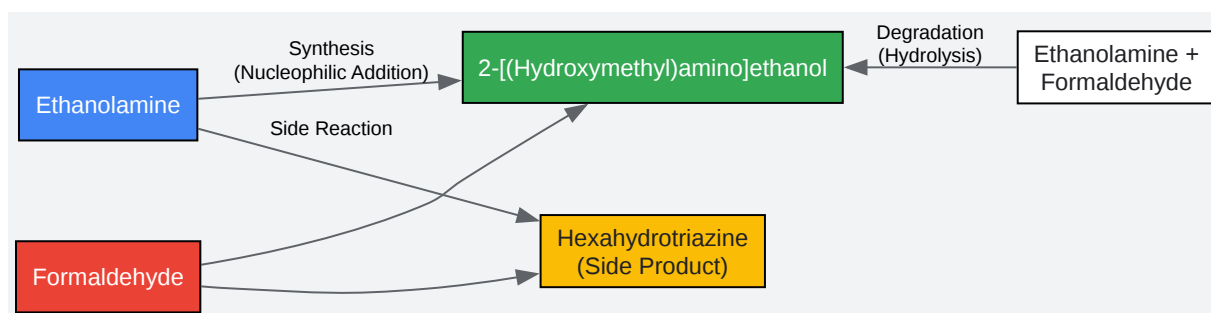 Synthesis
(Nucleophilic Addition)
2-[(Hydroxymethyl)amino]ethanol
Degradation
(Hydrolysis)
Ethanolamine +
Formaldehyde
Ethanolamine
Side Reaction
Hexahydrotriazine
(Side Product)
Formaldehyde